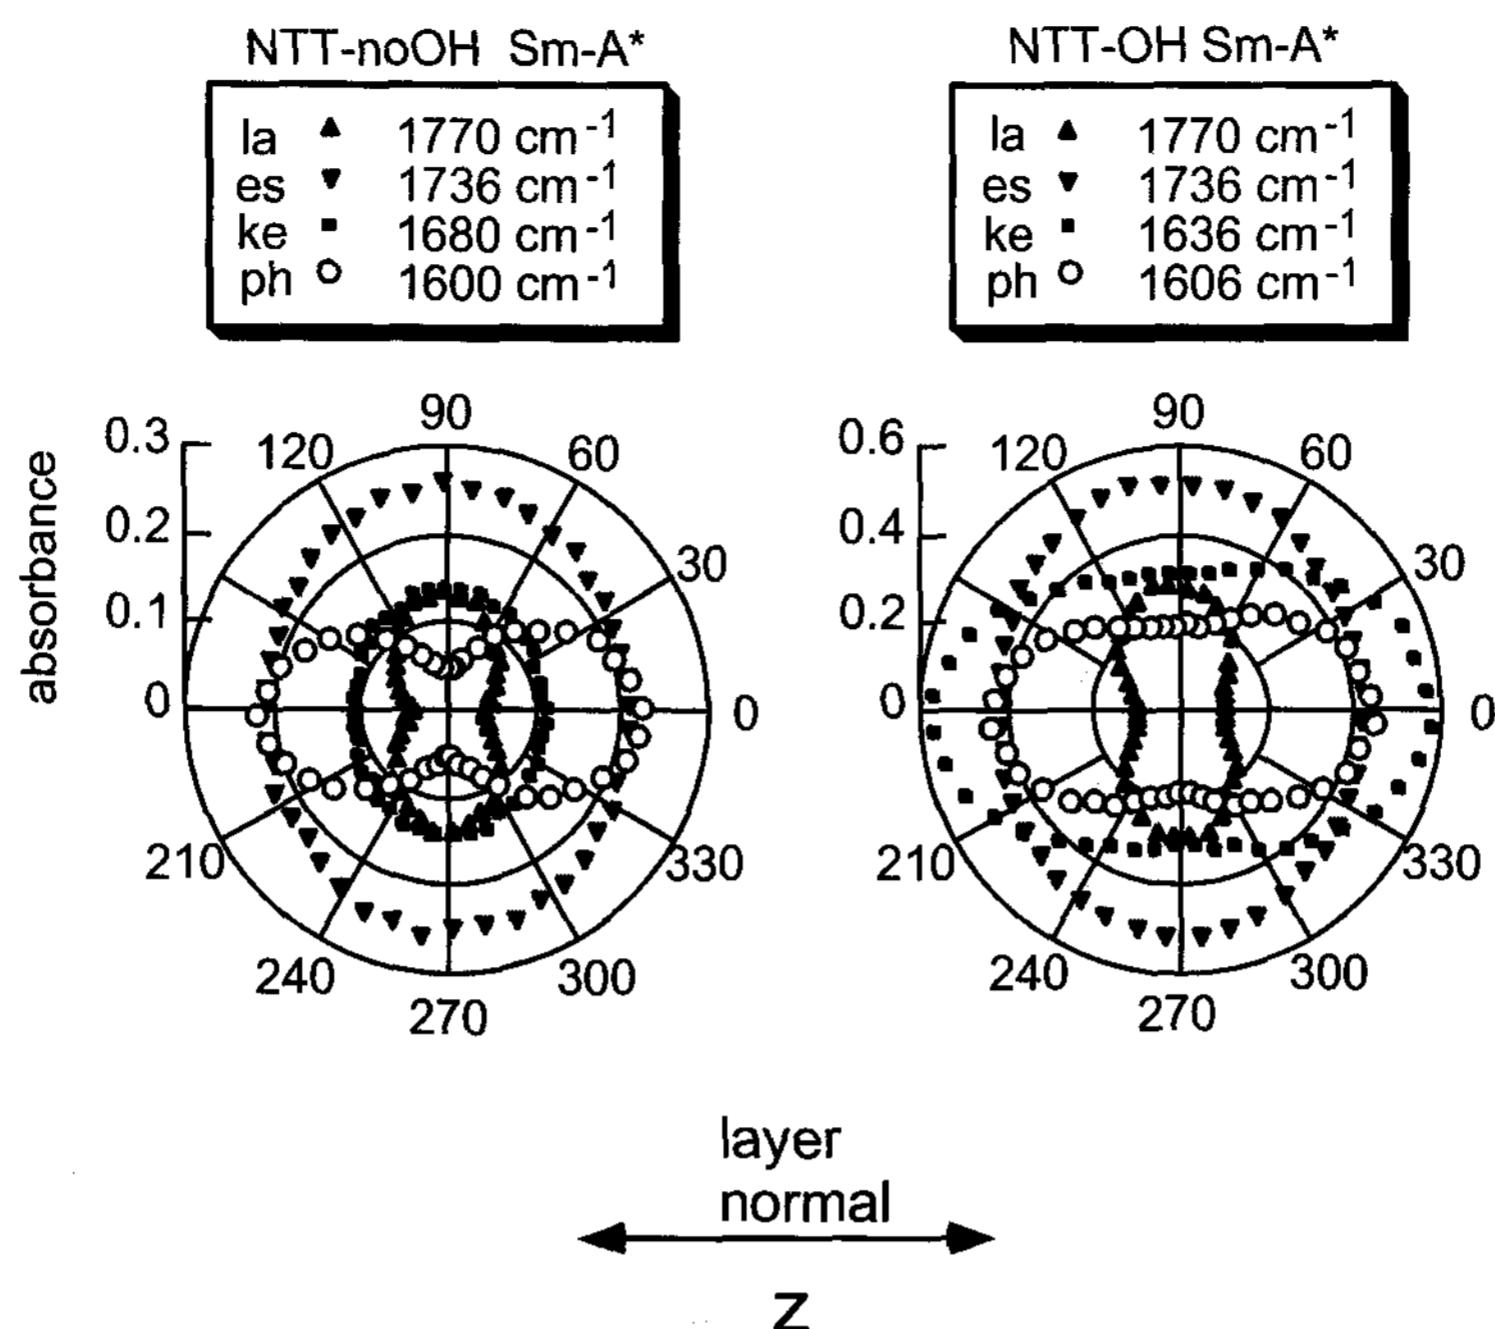 NTT-noOH Sm-A*
la ▲ 1770 cm-1
es ▼ 1736 cm-1
ke ■ 1680 cm-1
ph ○ 1600 cm-1
NTT-OH Sm-A*
la ▲ 1770 cm-1
es ▼ 1736 cm-1
ke ■ 1636 cm-1
ph ○ 1606 cm-1
absorbance
0.3
0.2
0.1
0
90
120
60
30
0
210
330
240
300
270
0.6
0.4
0.2
0
90
120
60
30
0
210
330
240
300
270
layer
normal
z